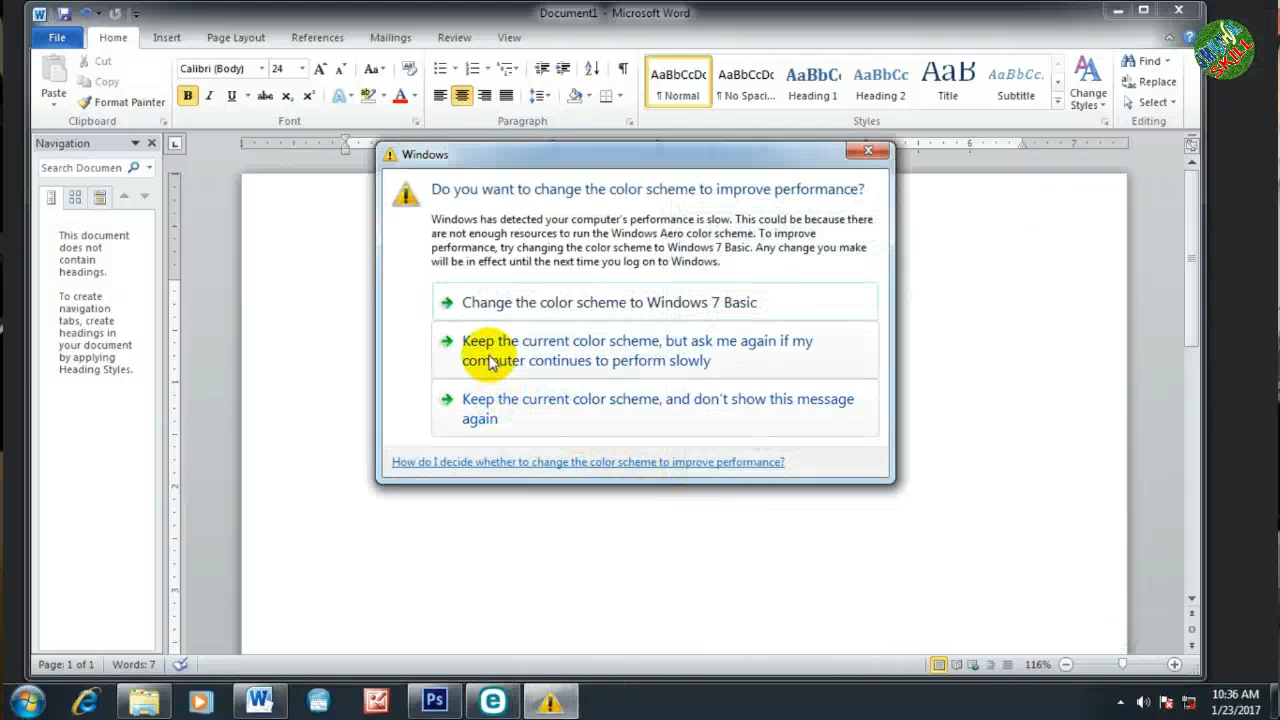 Document1 - Microsoft Word
File Home Insert Page Layout References Mailings Review View
Paste
Cut
Copy
Format Painter
Clipboard
Calibri (Body) 24
Font
Paragraph
AaBbCcDc AaBbCcDc AaBbC AaBbCc AaB AaBbCc.
¶ Normal ¶ No Spaci... Heading 1 Heading 2 Title Subtitle
Change
Styles
Styles
Find
Replace
Select
Editing
SKILL
Navigation
Search Documen
This document
does not
contain
headings.
To create
navigation
tabs, create
headings in
your document
by applying
Heading Styles.
1 6 7
1
2
3
Windows
Do you want to change the color scheme to improve performance?
Windows has detected your computer's performance is slow. This could be because there
are not enough resources to run the Windows Aero color scheme. To improve
performance, try changing the color scheme to Windows 7 Basic. Any change you make
will be in effect until the next time you log on to Windows.
Change the color scheme to Windows 7 Basic
Keep the current color scheme, but ask me again if my
computer continues to perform slowly
Keep the current color scheme, and don't show this message
again
How do I decide whether to change the color scheme to improve performance?
Page: 1 of 1 Words: 7
116%
10:36 AM
1/23/2017